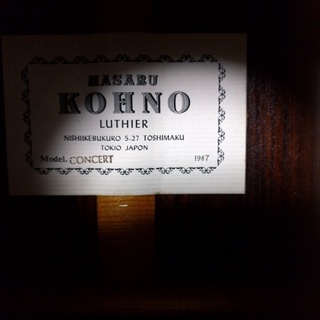 MASARU
KOHNO
LUTHIER
NISHIIKEBUKURO 5-27 TOSHIMAKU
TOKIO JAPON
Model. CONCERT 1987